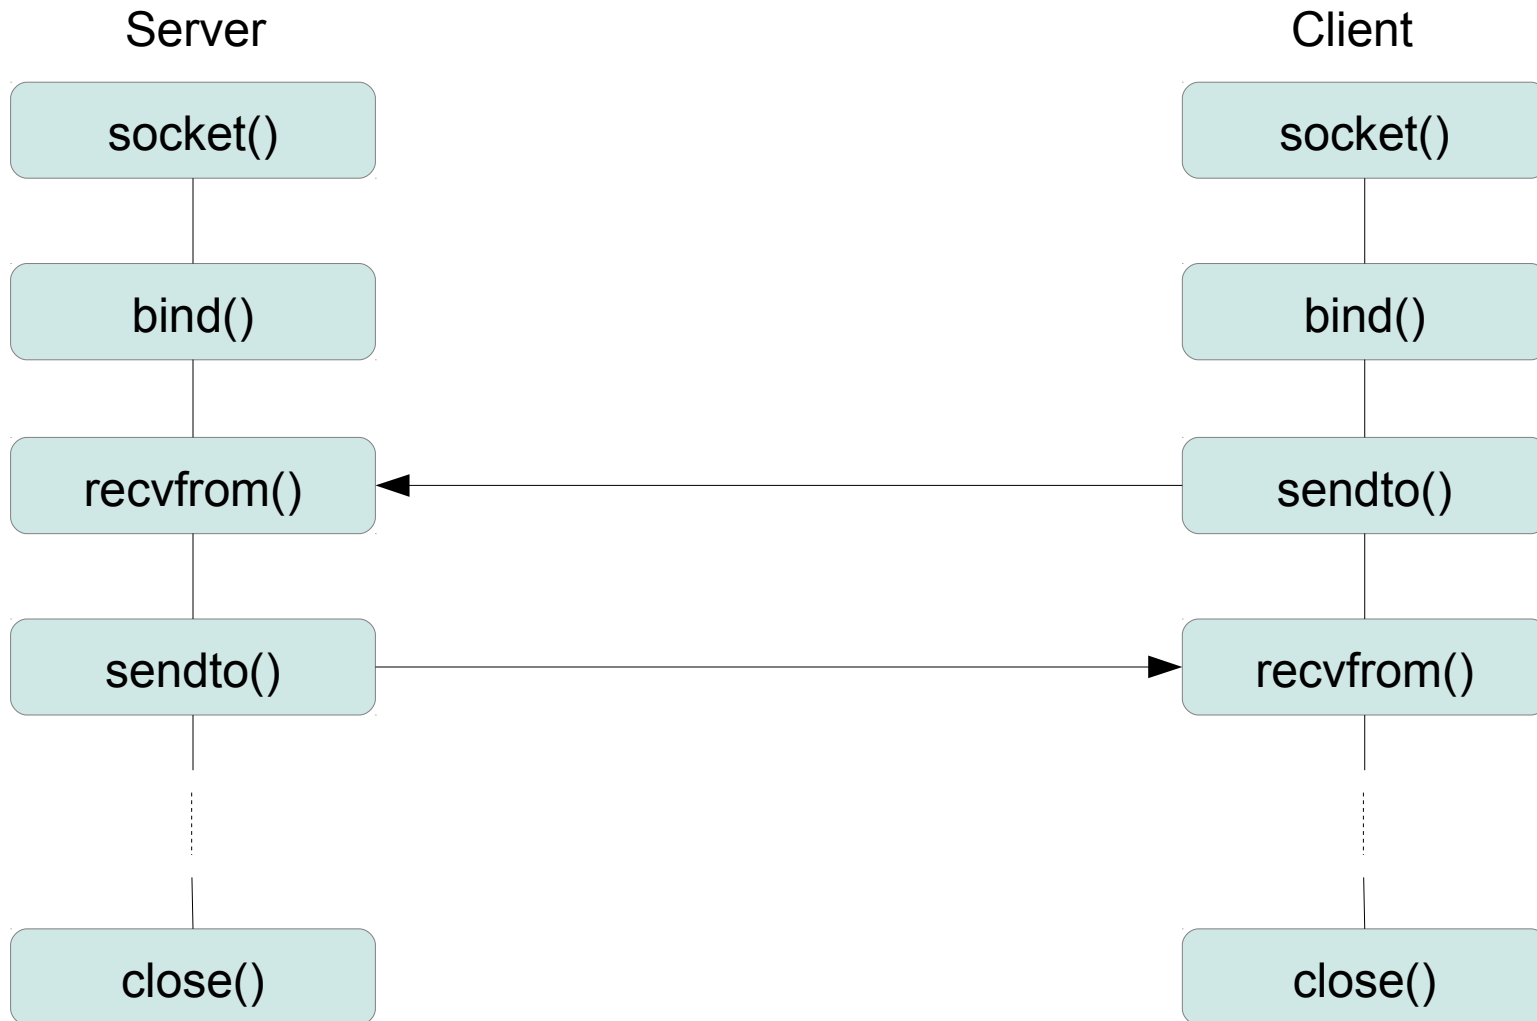 Server
Client
socket()
socket()
bind()
bind()
recvfrom()
sendto()
sendto()
recvfrom()
close()
close()